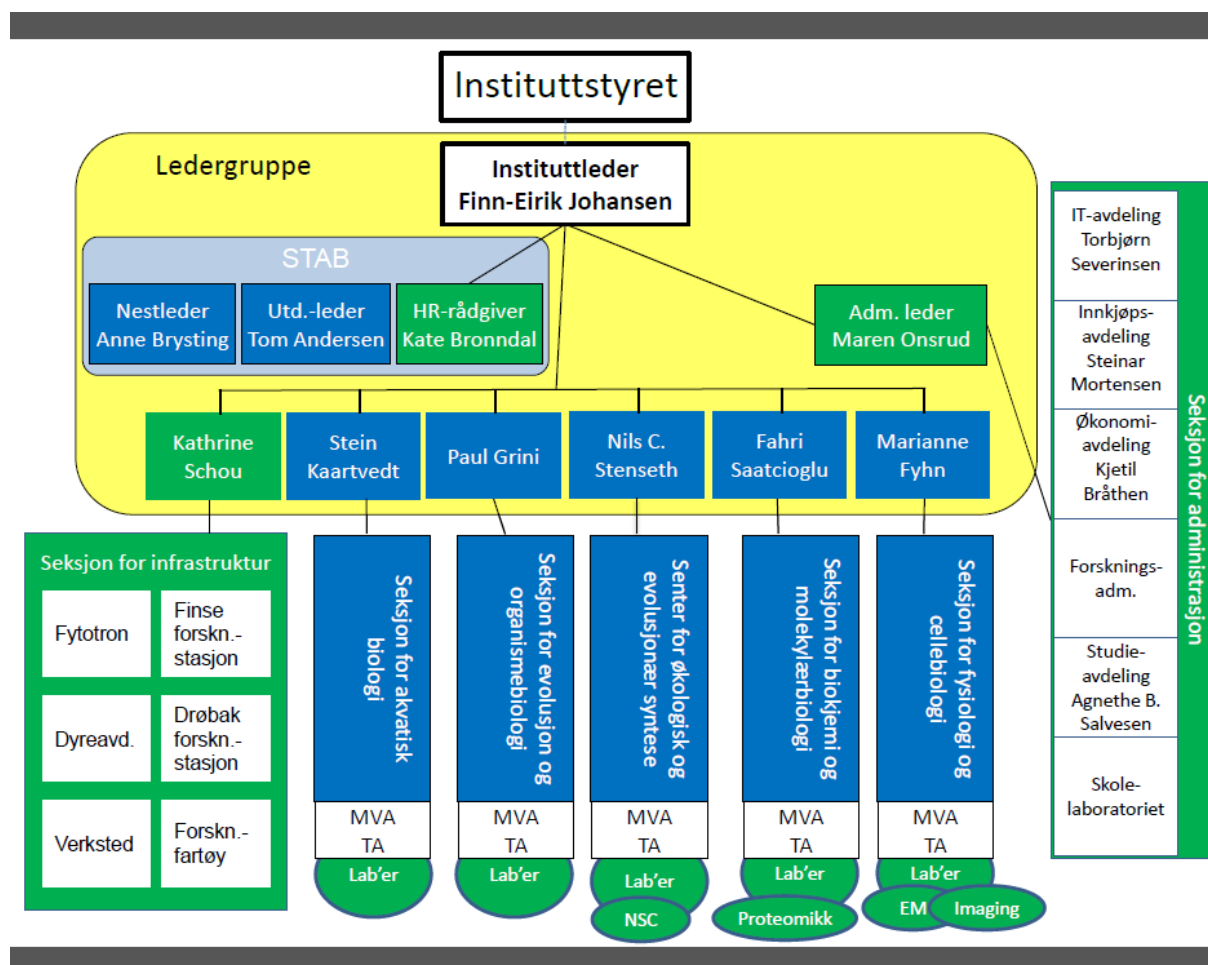 Instituttstyret
Ledergruppe
Instituttleder
Finn-Eirik Johansen
STAB
Nestleder
Anne Brysting
Utd.-leder
Tom Andersen
HR-rådgiver
Kate Bronndal
Adm. leder
Maren Onsrud
Kathrine
Schou
Stein
Kaartvedt
Paul Grini
Nils C.
Stenseth
Fahri
Saatcioglu
Marianne
Fyhn
Seksjon for infrastruktur
Fytotron
Finse
forskn.-
stasjon
Dyreavd.
Drøbak
forskn.-
stasjon
Verksted
Forskn.-
fartøy
Seksjon for akvatisk
biologi
MVA
TA
Lab'er
Seksjon for evolusjon og
organismebiologi
MVA
TA
Lab'er
Senter for økologisk og
evolusjonær syntese
MVA
TA
Lab'er
NSC
Seksjon for biokjemi og
molekylærbiologi
MVA
TA
Lab'er
Proteomikk
Seksjon for fysiologi og
cellebiologi
MVA
TA
Lab'er
EM
Imaging
IT-avdeling
Torbjørn
Severinsen
Innkjøps-
avdeling
Steinar
Mortensen
Økonomi-
avdeling
Kjetil
Bråthen
Forsknings-
adm.
Studie-
avdeling
Agnethe B.
Salvesen
Skole-
laboratoriet
Seksjon for administrasjon